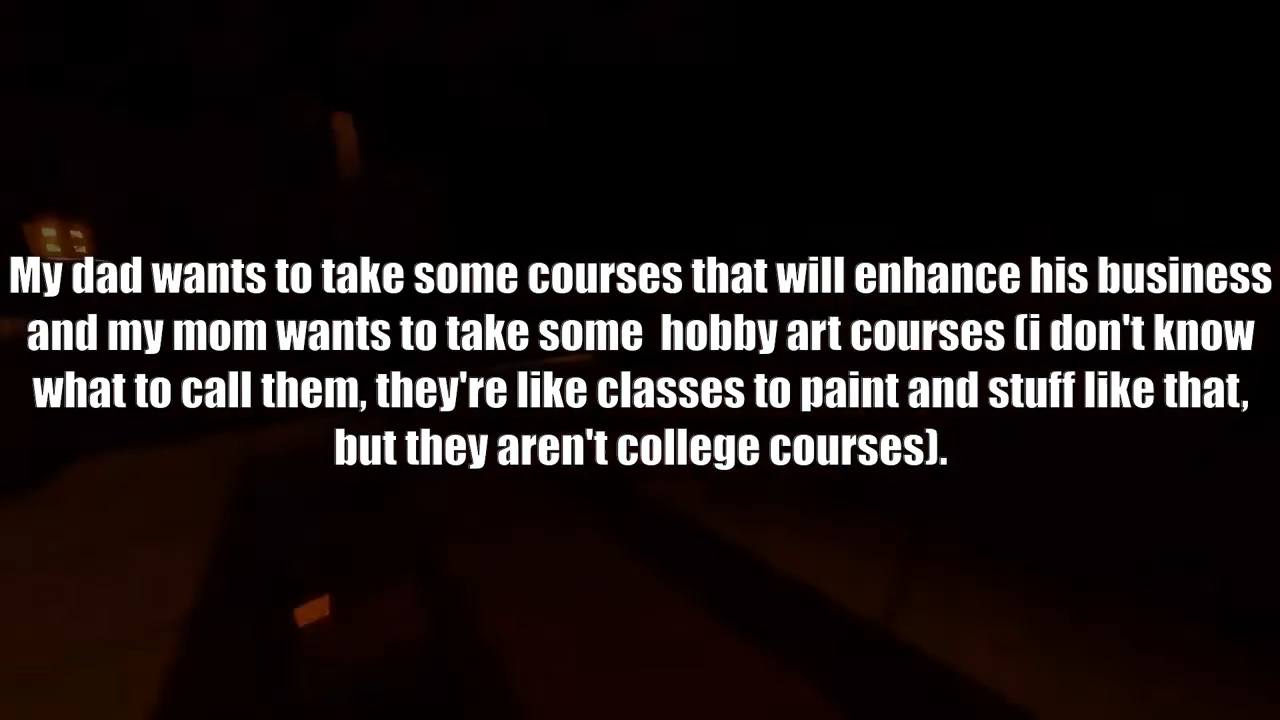 My dad wants to take some courses that will enhance his business
and my mom wants to take some  hobby art courses (i don't know
what to call them, they're like classes to paint and stuff like that,
but they aren't college courses).